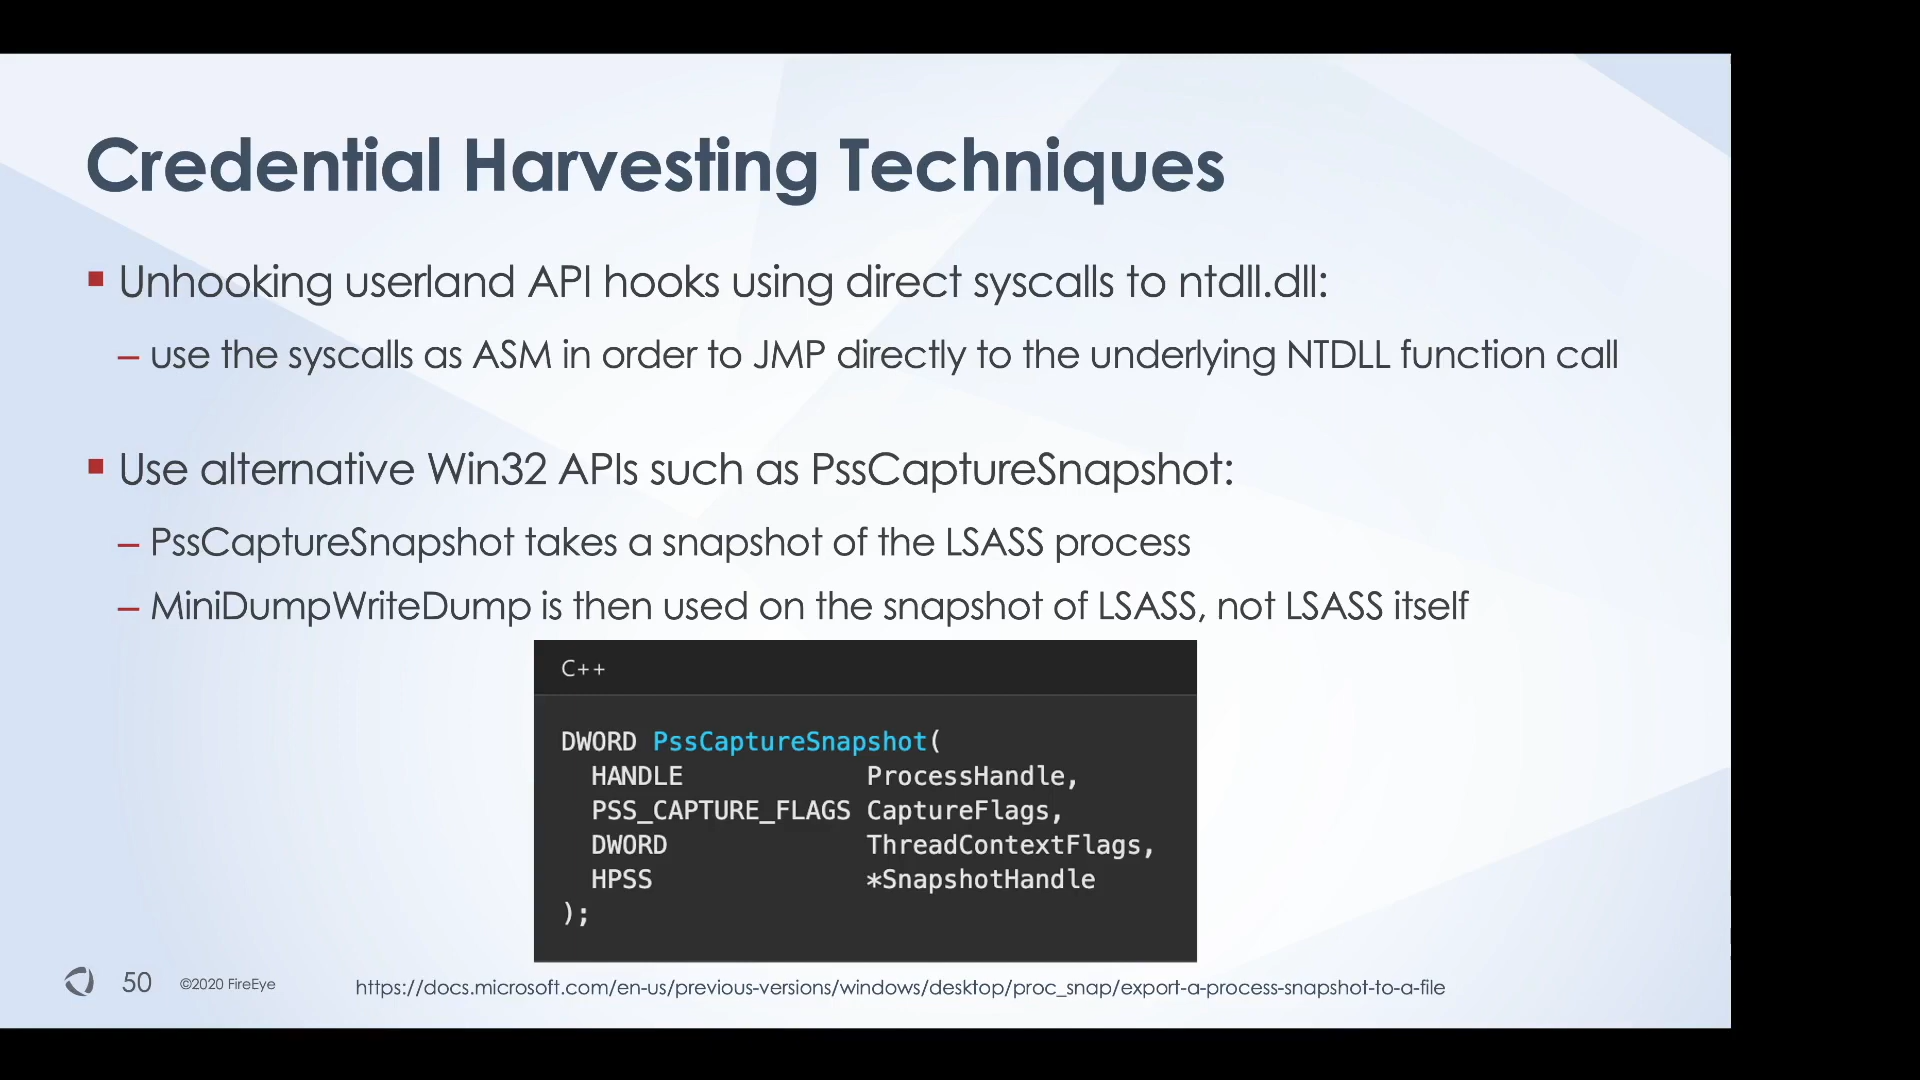 Credential Harvesting Techniques
▪ Unhooking userland API hooks using direct syscalls to ntdll.dll:
– use the syscalls as ASM in order to JMP directly to the underlying NTDLL function call
▪ Use alternative Win32 APIs such as PssCaptureSnapshot:
– PssCaptureSnapshot takes a snapshot of the LSASS process
– MiniDumpWriteDump is then used on the snapshot of LSASS, not LSASS itself
C++
DWORD PssCaptureSnapshot(
  HANDLE            ProcessHandle,
  PSS_CAPTURE_FLAGS CaptureFlags,
  DWORD             ThreadContextFlags,
  HPSS              *SnapshotHandle
);
50 ©2020 FireEye https://docs.microsoft.com/en-us/previous-versions/windows/desktop/proc_snap/export-a-process-snapshot-to-a-file